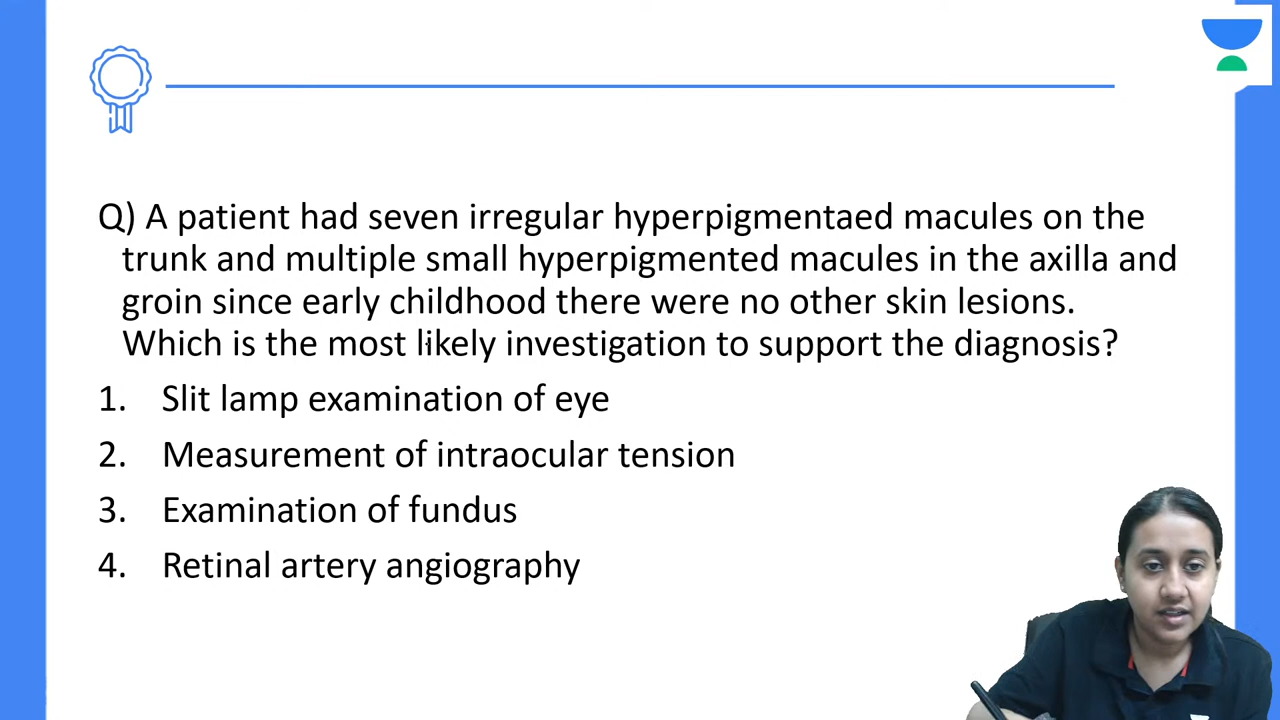 Q) A patient had seven irregular hyperpigmentaed macules on the
trunk and multiple small hyperpigmented macules in the axilla and
groin since early childhood there were no other skin lesions.
Which is the most likely investigation to support the diagnosis?
1. Slit lamp examination of eye
2. Measurement of intraocular tension
3. Examination of fundus
4. Retinal artery angiography